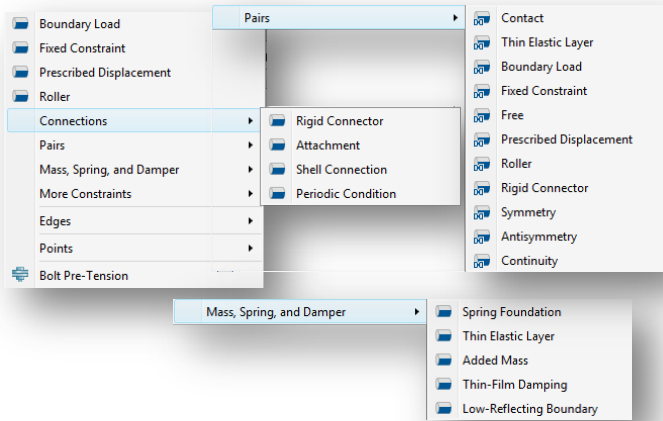 Boundary Load
Fixed Constraint
Prescribed Displacement
Roller
Connections
Pairs
Mass, Spring, and Damper
More Constraints
Edges
Points
Bolt Pre-Tension
Rigid Connector
Attachment
Shell Connection
Periodic Condition
Pairs
Contact
Thin Elastic Layer
Boundary Load
Fixed Constraint
Free
Prescribed Displacement
Roller
Rigid Connector
Symmetry
Antisymmetry
Continuity
Mass, Spring, and Damper
Spring Foundation
Thin Elastic Layer
Added Mass
Thin-Film Damping
Low-Reflecting Boundary